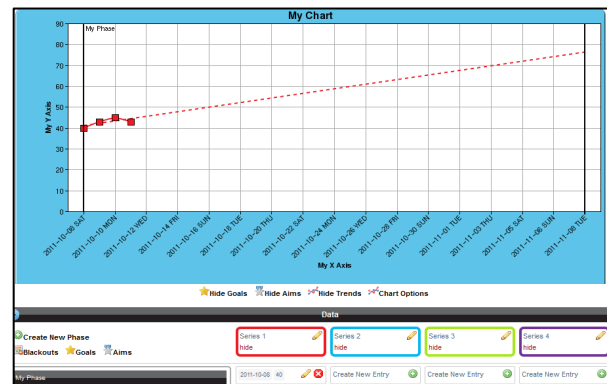 My Chart
My Phase
90
80
70
60
50
40
30
20
10
0
My Y Axis
2011-10-08 SAT
2011-10-10 MON
2011-10-12 WED
2011-10-14 FRI
2011-10-16 SUN
2011-10-18 TUE
2011-10-20 THU
2011-10-22 SAT
2011-10-24 MON
2011-10-26 WED
2011-10-28 FRI
2011-10-30 SUN
2011-11-01 TUE
2011-11-03 THU
2011-11-05 SAT
2011-11-06 SUN
2011-11-08 TUE
My X Axis
Hide Goals Hide Aims Hide Trends Chart Options
Data
Create New Phase
Blackouts Goals Aims
Series 1
hide
Series 2
hide
Series 3
hide
Series 4
hide
My Phase
2011-10-08 40
Create New Entry
Create New Entry
Create New Entry